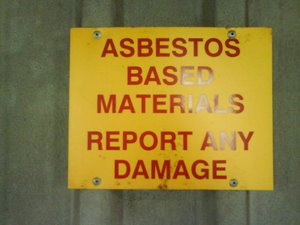 ASBESTOS
BASED
MATERIALS
REPORT ANY
DAMAGE